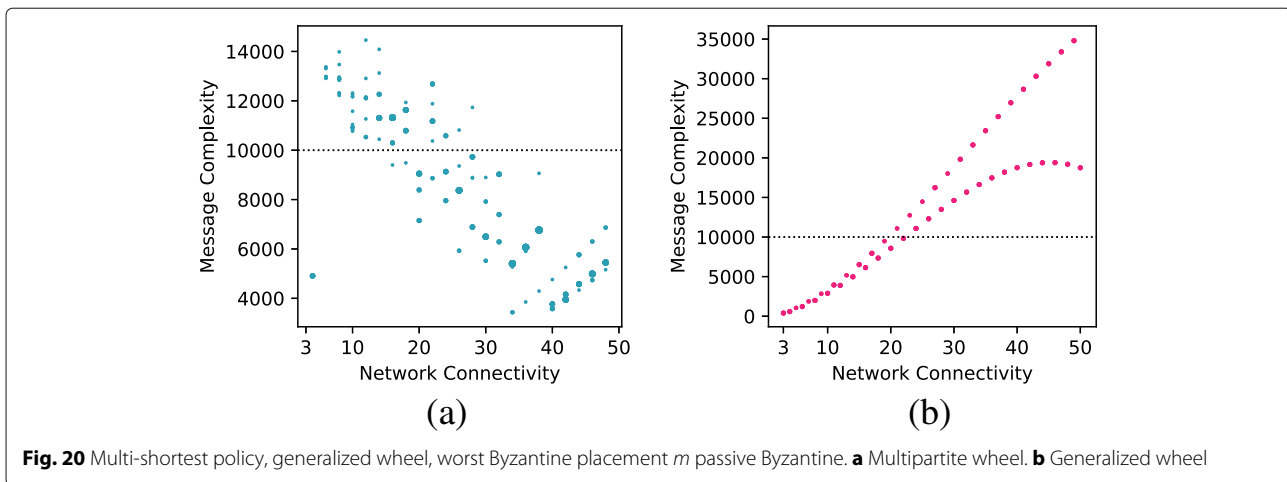 14000
12000
10000
8000
6000
4000
Message Complexity
3 10 20 30 40 50
Network Connectivity
(a)
35000
30000
25000
20000
15000
10000
5000
0
Message Complexity
3 10 20 30 40 50
Network Connectivity
(b)
Fig. 20 Multi-shortest policy, generalized wheel, worst Byzantine placement m passive Byzantine. a Multipartite wheel. b Generalized wheel